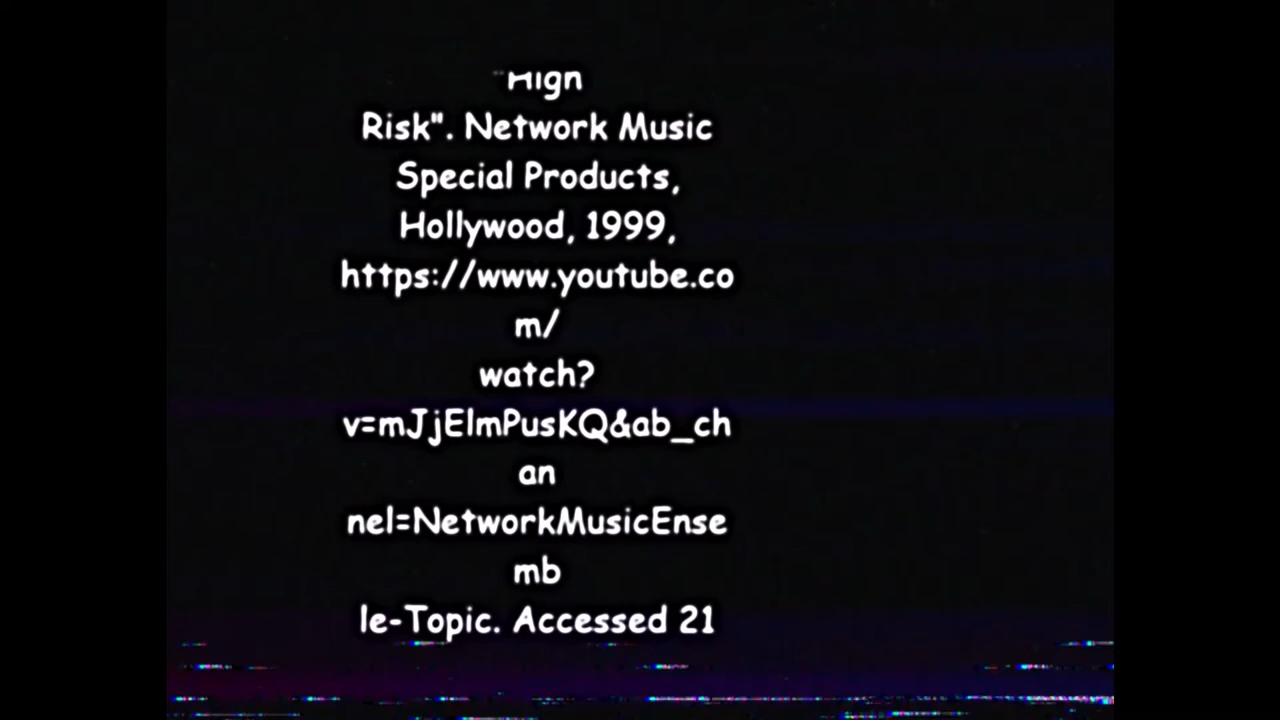 "High
Risk". Network Music
Special Products,
Hollywood, 1999,
https://www.youtube.co
m/
watch?
v=mJjElmPusKQ&ab_ch
an
nel=NetworkMusicEnse
mb
le-Topic. Accessed 21